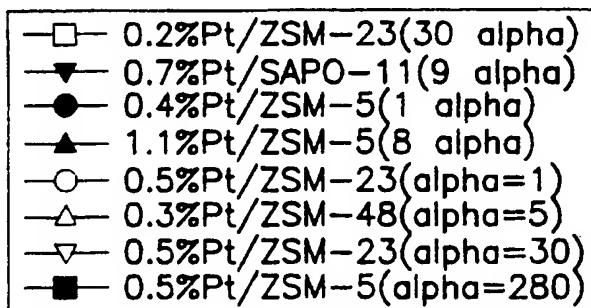 0.2%Pt/ZSM-23(30 alpha)
0.7%Pt/SAPO-11(9 alpha)
0.4%Pt/ZSM-5(1 alpha)
1.1%Pt/ZSM-5(8 alpha)
0.5%Pt/ZSM-23(alpha=1)
0.3%Pt/ZSM-48(alpha=5)
0.5%Pt/ZSM-23(alpha=30)
0.5%Pt/ZSM-5(alpha=280)